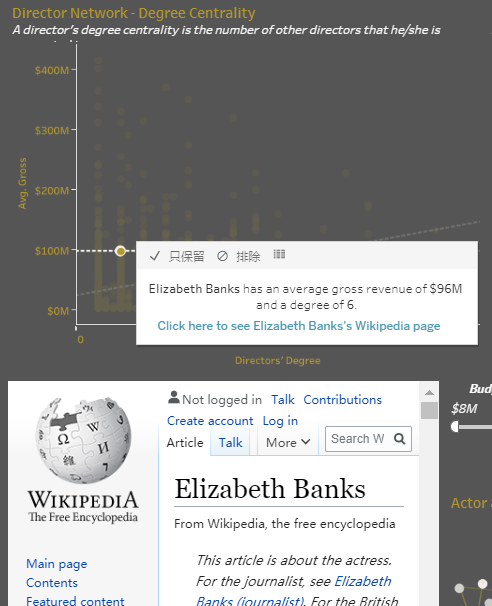 Director Network - Degree Centrality
A director's degree centrality is the number of other directors that he/she is
$400M
$300M
$200M
$100M
$0M
Avg. Gross
0
Directors' Degree
只保留 排除
Elizabeth Banks has an average gross revenue of $96M
and a degree of 6.
Click here to see Elizabeth Banks's Wikipedia page
WIKIPEDIA
The Free Encyclopedia
Main page
Contents
Featured content
Not logged in Talk Contributions
Create account Log in
Article Talk More Search W
Elizabeth Banks
From Wikipedia, the free encyclopedia
This article is about the actress.
For the journalist, see Elizabeth
Banks (journalist). For the British
Budg
$8M
Actor